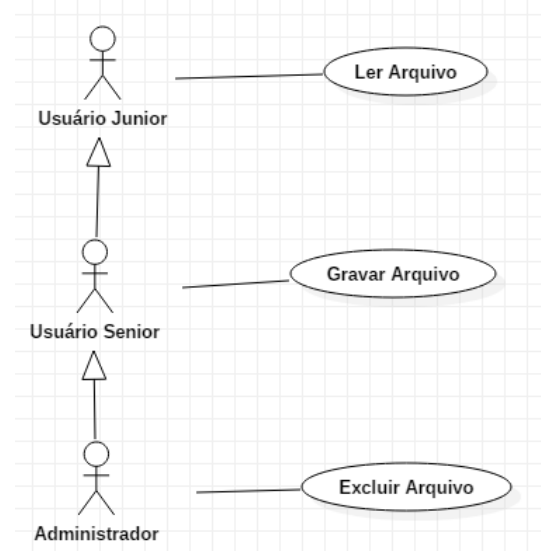 Ler Arquivo
Usuário Junior
Gravar Arquivo
Usuário Senior
Excluir Arquivo
Administrador